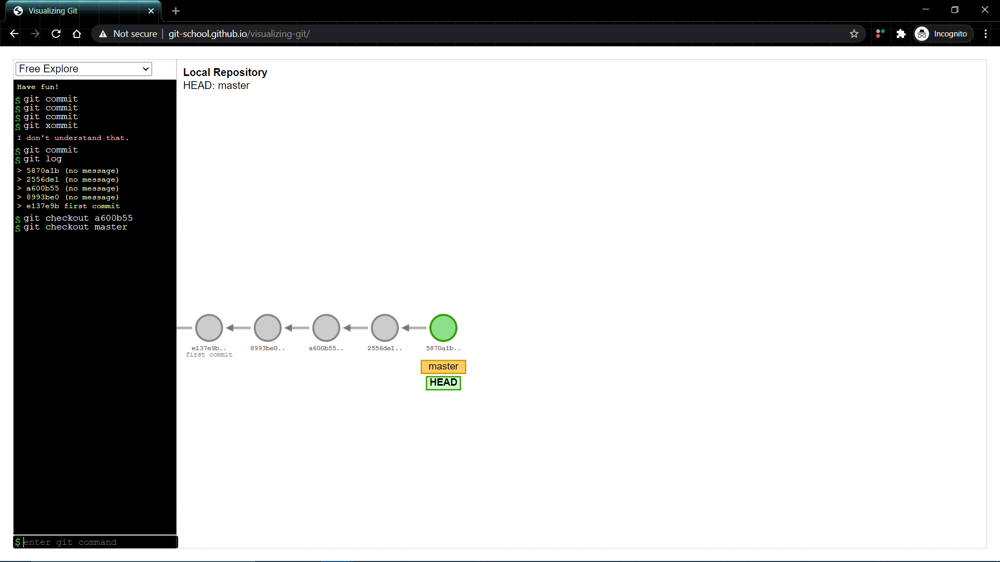 Visualizing Git
Not secure
git-school.github.io/visualizing-git/
Incognito
Free Explore
Have fun!
$ git commit
$ git commit
$ git commit
$ git xommit
I don't understand that.
$ git commit
$ git log
> 5870a1b (no message)
> 2556de1 (no message)
> a600b55 (no message)
> 8993be0 (no message)
> e137e9b first commit
$ git checkout a600b55
$ git checkout master
$ enter git command
Local Repository
HEAD: master
e137e9b.. 8993be0.. a600b55.. 2556de1.. 5870a1b..
first commit
master
HEAD